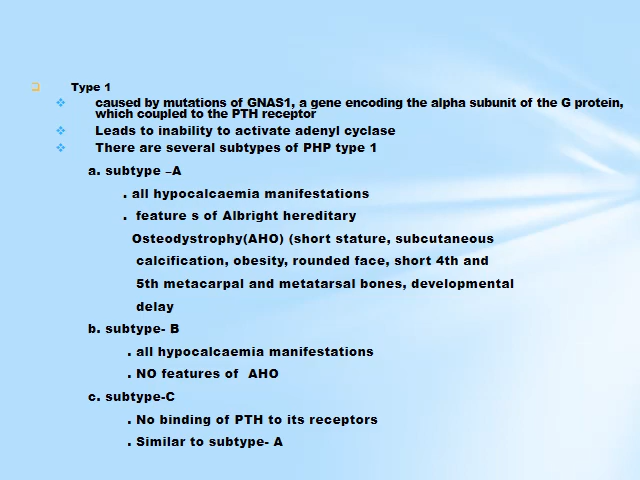 Type 1
caused by mutations of GNAS1, a gene encoding the alpha subunit of the G protein,
which coupled to the PTH receptor
Leads to inability to activate adenyl cyclase
There are several subtypes of PHP type 1
a. subtype –A
. all hypocalcaemia manifestations
. feature s of Albright hereditary
Osteodystrophy(AHO) (short stature, subcutaneous
calcification, obesity, rounded face, short 4th and
5th metacarpal and metatarsal bones, developmental
delay
b. subtype- B
. all hypocalcaemia manifestations
. NO features of AHO
c. subtype-C
. No binding of PTH to its receptors
. Similar to subtype- A